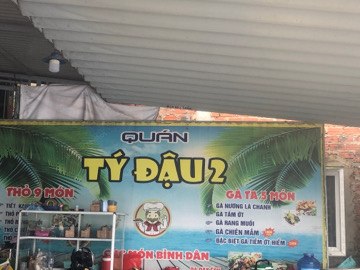 QUÁN
TÝ ĐẬU 2
THỎ 9 MÓN
GÀ TA 5 MÓN
GÀ NƯỚNG LÁ CHANH
GÀ TẮM ỚT
GÀ RANG MUỐI
GÀ CHIÊN MẮM
ĐẶC BIỆT GÀ TIỀM ỚT HIỂM
MÓN BÌNH DÂN